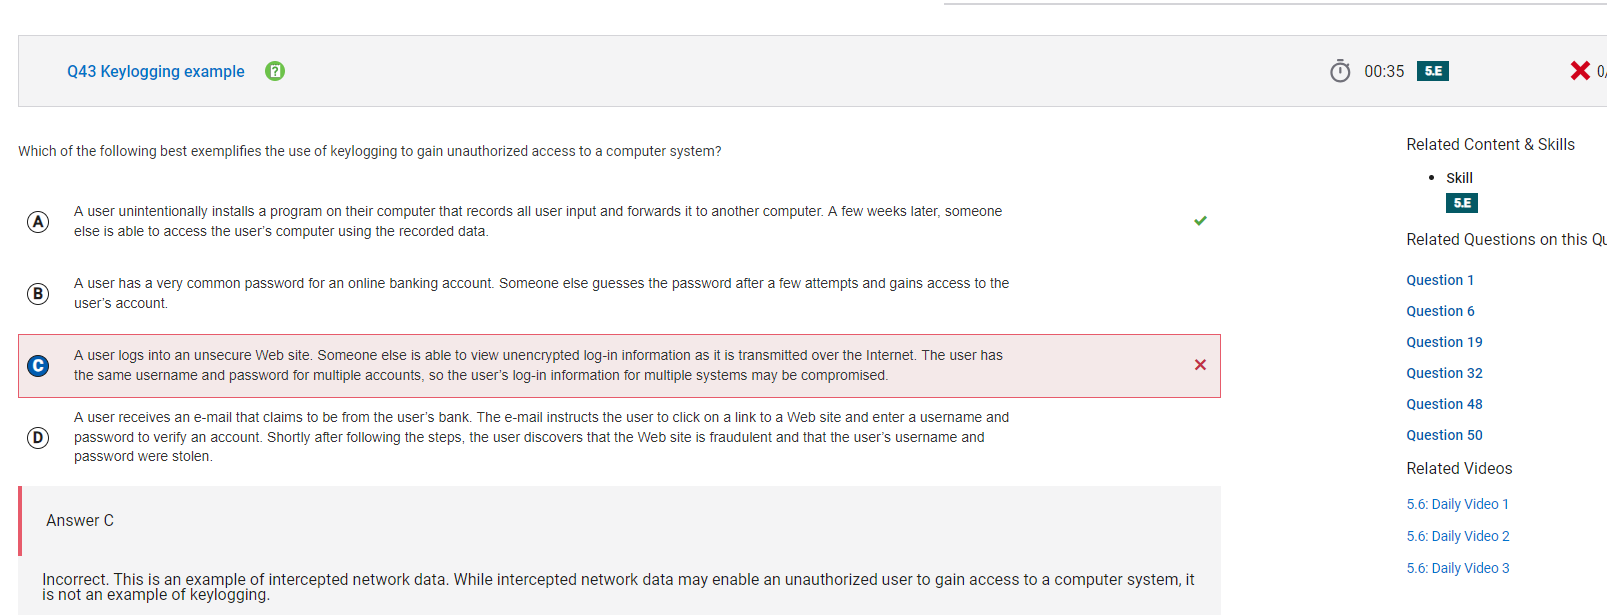 Q43 Keylogging example
00:35 5.E
0/
Which of the following best exemplifies the use of keylogging to gain unauthorized access to a computer system?
A
A user unintentionally installs a program on their computer that records all user input and forwards it to another computer. A few weeks later, someone
else is able to access the user's computer using the recorded data.
B
A user has a very common password for an online banking account. Someone else guesses the password after a few attempts and gains access to the
user's account.
C
A user logs into an unsecure Web site. Someone else is able to view unencrypted log-in information as it is transmitted over the Internet. The user has
the same username and password for multiple accounts, so the user's log-in information for multiple systems may be compromised.
D
A user receives an e-mail that claims to be from the user's bank. The e-mail instructs the user to click on a link to a Web site and enter a username and
password to verify an account. Shortly after following the steps, the user discovers that the Web site is fraudulent and that the user's username and
password were stolen.
Answer C
Incorrect. This is an example of intercepted network data. While intercepted network data may enable an unauthorized user to gain access to a computer system, it
is not an example of keylogging.
Related Content & Skills
Skill
5.E
Related Questions on this Qu
Question 1
Question 6
Question 19
Question 32
Question 48
Question 50
Related Videos
5.6: Daily Video 1
5.6: Daily Video 2
5.6: Daily Video 3